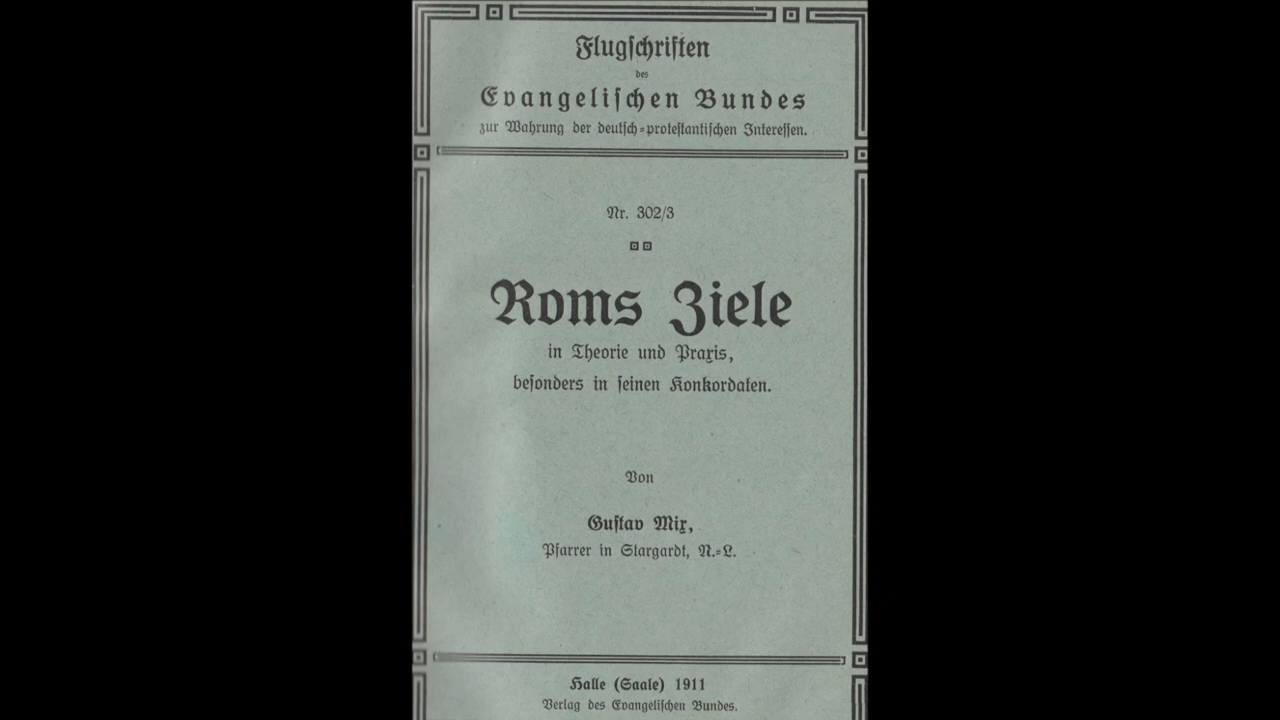 Flugschriften
des
Evangelischen Bundes
zur Wahrung der deutsch-protestantischen Interessen.
Nr. 302/3
Roms Ziele
in Theorie und Praxis,
besonders in seinen Konkordaten.
Von
Gustav Mix,
Pfarrer in Stargardt, N.-L.
Halle (Saale) 1911
Verlag des Evangelischen Bundes.